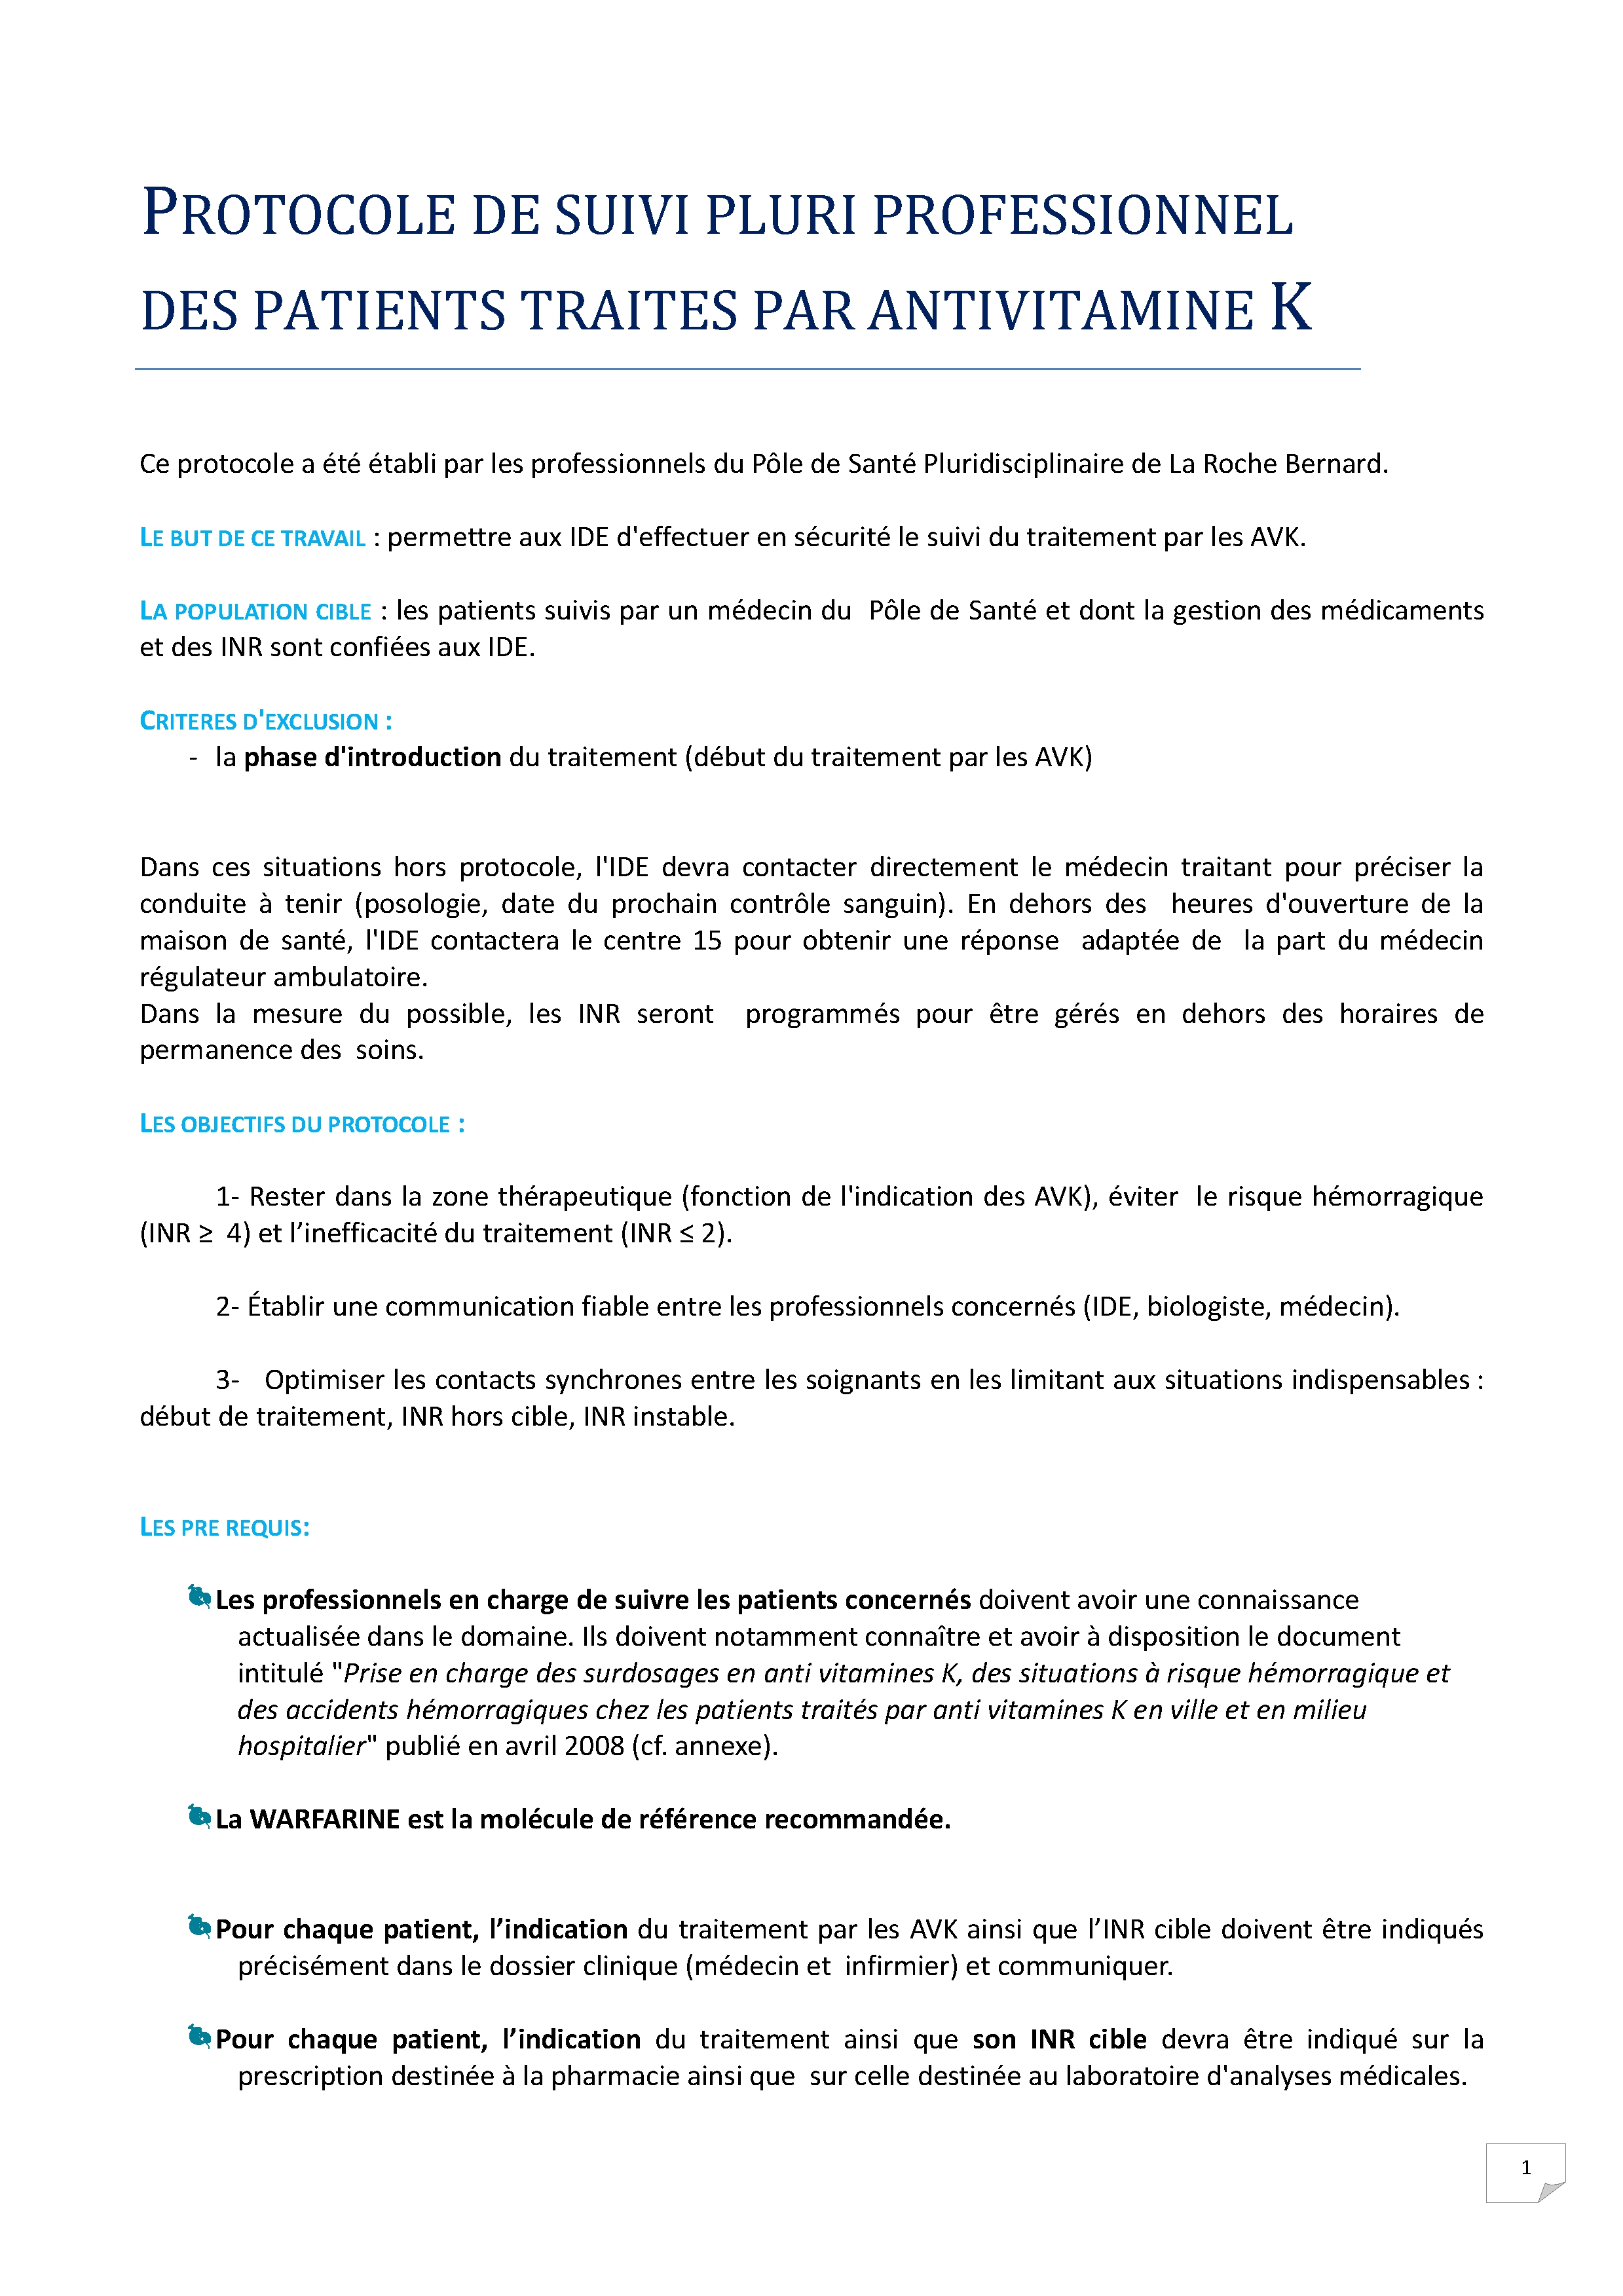 PROTOCOLE DE SUIVI PLURI PROFESSIONNEL
DES PATIENTS TRAITES PAR ANTIVITAMINE K
Ce protocole a été établi par les professionnels du Pôle de Santé Pluridisciplinaire de La Roche Bernard.
LE BUT DE CE TRAVAIL : permettre aux IDE d'effectuer en sécurité le suivi du traitement par les AVK.
LA POPULATION CIBLE : les patients suivis par un médecin du Pôle de Santé et dont la gestion des médicaments
et des INR sont confiées aux IDE.
CRITERES D'EXCLUSION :
- la phase d'introduction du traitement (début du traitement par les AVK)
Dans ces situations hors protocole, l'IDE devra contacter directement le médecin traitant pour préciser la
conduite à tenir (posologie, date du prochain contrôle sanguin). En dehors des heures d'ouverture de la
maison de santé, l'IDE contactera le centre 15 pour obtenir une réponse adaptée de la part du médecin
régulateur ambulatoire.
Dans la mesure du possible, les INR seront programmés pour être gérés en dehors des horaires de
permanence des soins.
LES OBJECTIFS DU PROTOCOLE :
1- Rester dans la zone thérapeutique (fonction de l'indication des AVK), éviter le risque hémorragique
(INR ≥ 4) et l’inefficacité du traitement (INR ≤ 2).
2- Établir une communication fiable entre les professionnels concernés (IDE, biologiste, médecin).
3- Optimiser les contacts synchrones entre les soignants en les limitant aux situations indispensables :
début de traitement, INR hors cible, INR instable.
LES PRE REQUIS:
Les professionnels en charge de suivre les patients concernés doivent avoir une connaissance
actualisée dans le domaine. Ils doivent notamment connaître et avoir à disposition le document
intitulé "Prise en charge des surdosages en anti vitamines K, des situations à risque hémorragique et
des accidents hémorragiques chez les patients traités par anti vitamines K en ville et en milieu
hospitalier" publié en avril 2008 (cf. annexe).
La WARFARINE est la molécule de référence recommandée.
Pour chaque patient, l’indication du traitement par les AVK ainsi que l’INR cible doivent être indiqués
précisément dans le dossier clinique (médecin et infirmier) et communiquer.
Pour chaque patient, l’indication du traitement ainsi que son INR cible devra être indiqué sur la
prescription destinée à la pharmacie ainsi que sur celle destinée au laboratoire d'analyses médicales.
1